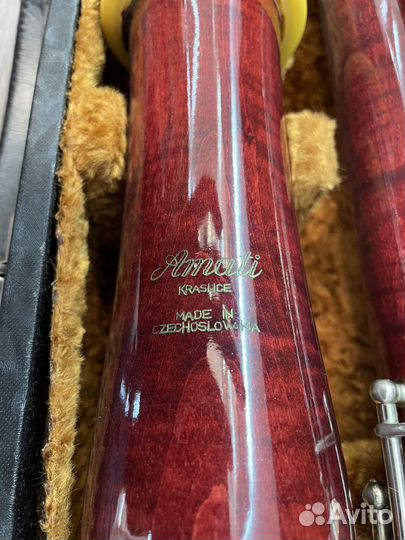 Amati
KRASLICE
MADE IN
CZECHOSLOVAKIA
Avito